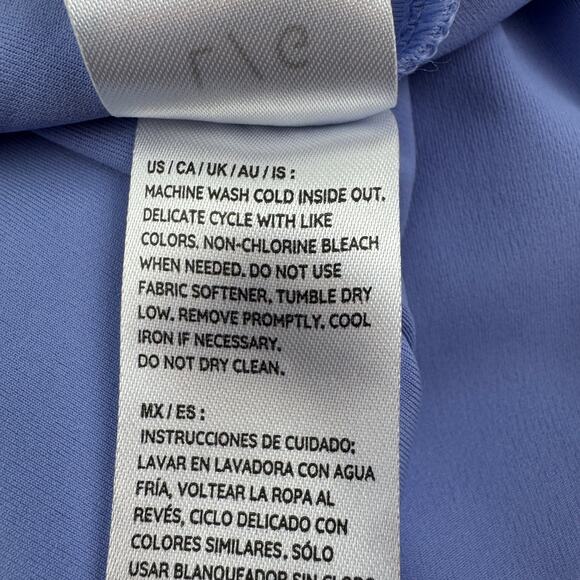 r\e
US / CA / UK / AU / IS :
MACHINE WASH COLD INSIDE OUT.
DELICATE CYCLE WITH LIKE
COLORS. NON-CHLORINE BLEACH
WHEN NEEDED. DO NOT USE
FABRIC SOFTENER. TUMBLE DRY
LOW. REMOVE PROMPTLY. COOL
IRON IF NECESSARY.
DO NOT DRY CLEAN.
MX / ES :
INSTRUCCIONES DE CUIDADO:
LAVAR EN LAVADORA CON AGUA
FRÍA, VOLTEAR LA ROPA AL
REVÉS, CICLO DELICADO CON
COLORES SIMILARES, SÓLO
USAR BLANQUEADOR SIN CLORO